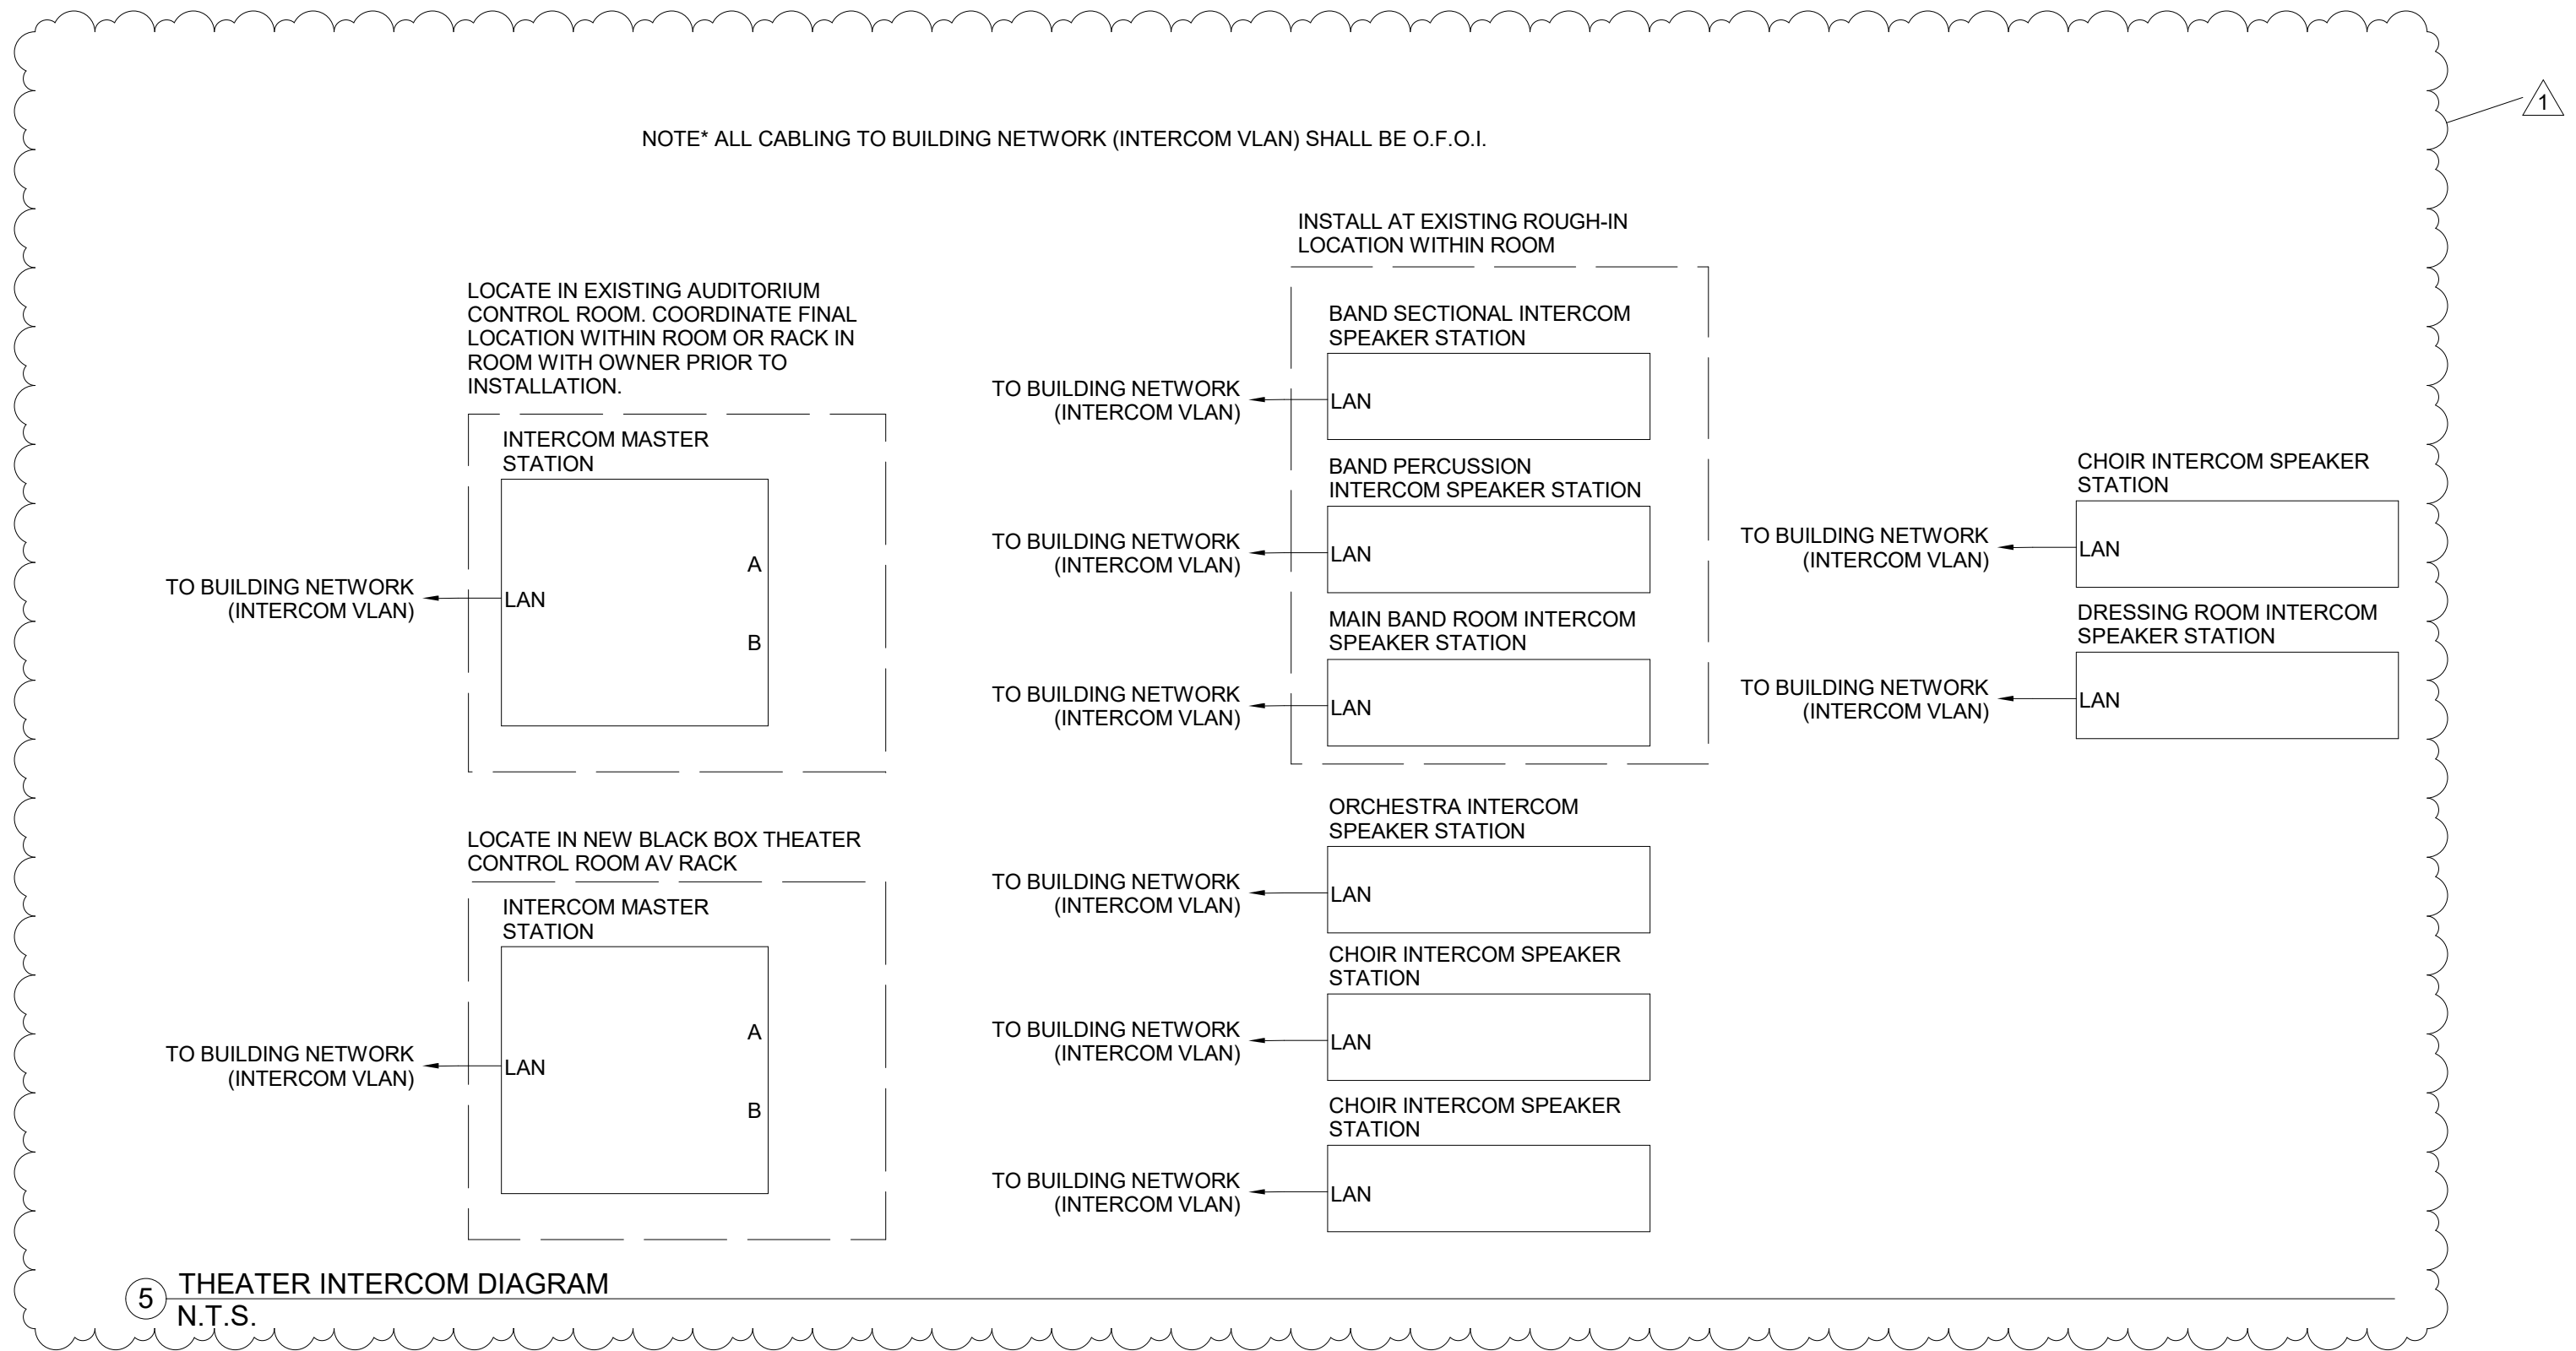 1
NOTE* ALL CABLING TO BUILDING NETWORK (INTERCOM VLAN) SHALL BE O.F.O.I.
LOCATE IN EXISTING AUDITORIUM
CONTROL ROOM. COORDINATE FINAL
LOCATION WITHIN ROOM OR RACK IN
ROOM WITH OWNER PRIOR TO
INSTALLATION.
INTERCOM MASTER
STATION
A
B
LAN
TO BUILDING NETWORK
(INTERCOM VLAN)
LOCATE IN NEW BLACK BOX THEATER
CONTROL ROOM AV RACK
INTERCOM MASTER
STATION
A
B
LAN
TO BUILDING NETWORK
(INTERCOM VLAN)
INSTALL AT EXISTING ROUGH-IN
LOCATION WITHIN ROOM
BAND SECTIONAL INTERCOM
SPEAKER STATION
LAN
TO BUILDING NETWORK
(INTERCOM VLAN)
BAND PERCUSSION
INTERCOM SPEAKER STATION
LAN
TO BUILDING NETWORK
(INTERCOM VLAN)
MAIN BAND ROOM INTERCOM
SPEAKER STATION
LAN
TO BUILDING NETWORK
(INTERCOM VLAN)
ORCHESTRA INTERCOM
SPEAKER STATION
LAN
TO BUILDING NETWORK
(INTERCOM VLAN)
CHOIR INTERCOM SPEAKER
STATION
LAN
TO BUILDING NETWORK
(INTERCOM VLAN)
CHOIR INTERCOM SPEAKER
STATION
LAN
TO BUILDING NETWORK
(INTERCOM VLAN)
CHOIR INTERCOM SPEAKER
STATION
LAN
TO BUILDING NETWORK
(INTERCOM VLAN)
DRESSING ROOM INTERCOM
SPEAKER STATION
LAN
TO BUILDING NETWORK
(INTERCOM VLAN)
5 THEATER INTERCOM DIAGRAM
N.T.S.